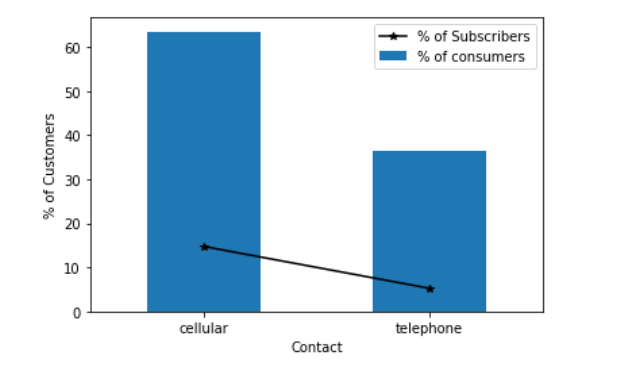 % of Subscribers
% of consumers
% of Customers
60
50
40
30
20
10
0
cellular telephone
Contact